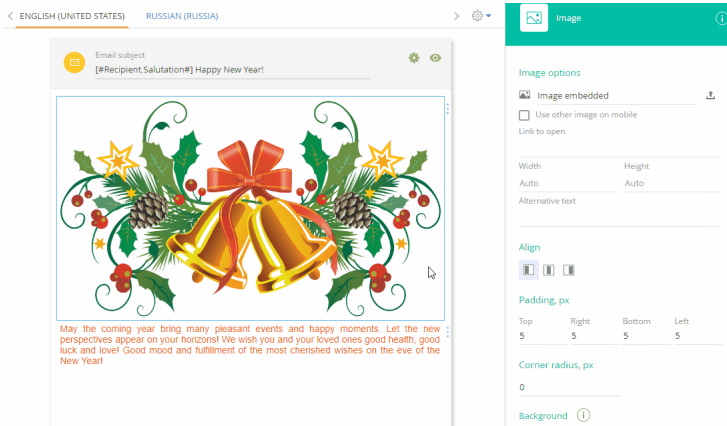 ENGLISH (UNITED STATES) RUSSIAN (RUSSIA)
Email subject
[#Recipient.Salutation#] Happy New Year!
May the coming year bring many pleasant events and happy moments. Let the new
perspectives appear on your horizons! We wish you and your loved ones good health, good
luck and love! Good mood and fulfillment of the most cherished wishes on the eve of the
New Year!
Image
Image options
Image embedded
Use other image on mobile
Link to open
Width Height
Auto Auto
Alternative text
Align
Padding, px
Top Right Bottom Left
5 5 5 5
Corner radius, px
0
Background